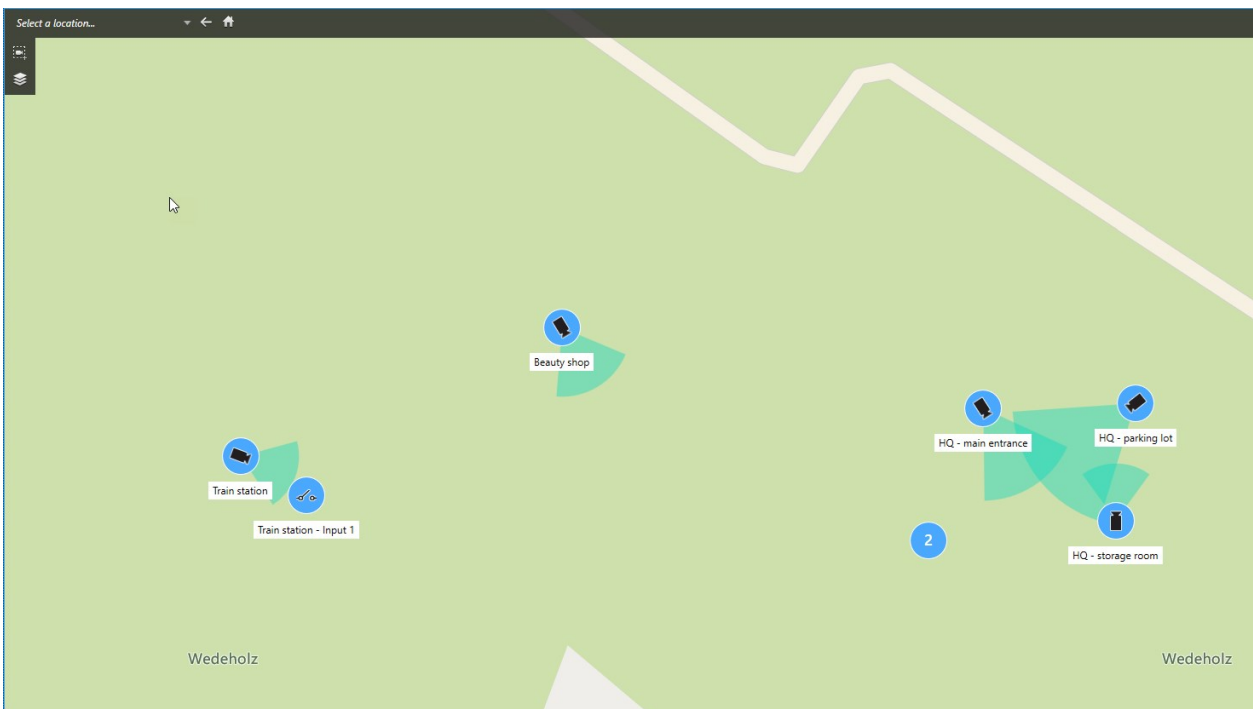 Select a location...
Beauty shop
HQ - main entrance
HQ - parking lot
Train station
Train station - Input 1
2
HQ - storage room
Wedeholz
Wedeholz